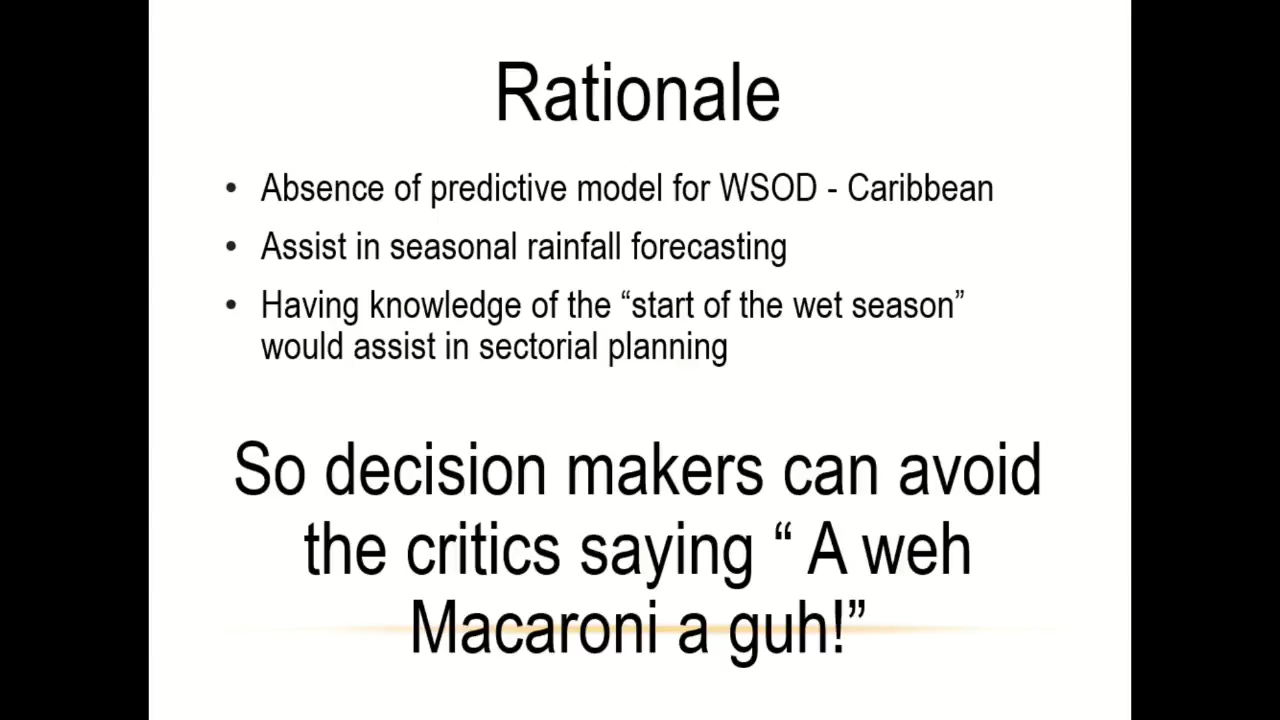 Rationale
• Absence of predictive model for WSOD - Caribbean
• Assist in seasonal rainfall forecasting
• Having knowledge of the “start of the wet season”
would assist in sectorial planning
So decision makers can avoid
the critics saying “ A weh
Macaroni a guh!”